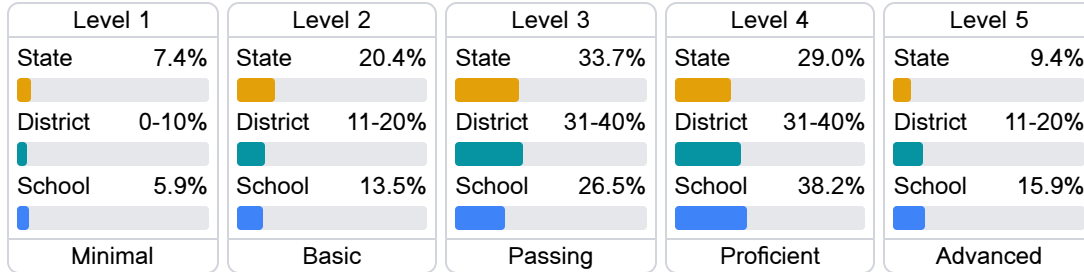 Level 1
State 7.4%
District 0-10%
School 5.9%
Minimal
Level 2
State 20.4%
District 11-20%
School 13.5%
Basic
Level 3
State 33.7%
District 31-40%
School 26.5%
Passing
Level 4
State 29.0%
District 31-40%
School 38.2%
Proficient
Level 5
State 9.4%
District 11-20%
School 15.9%
Advanced